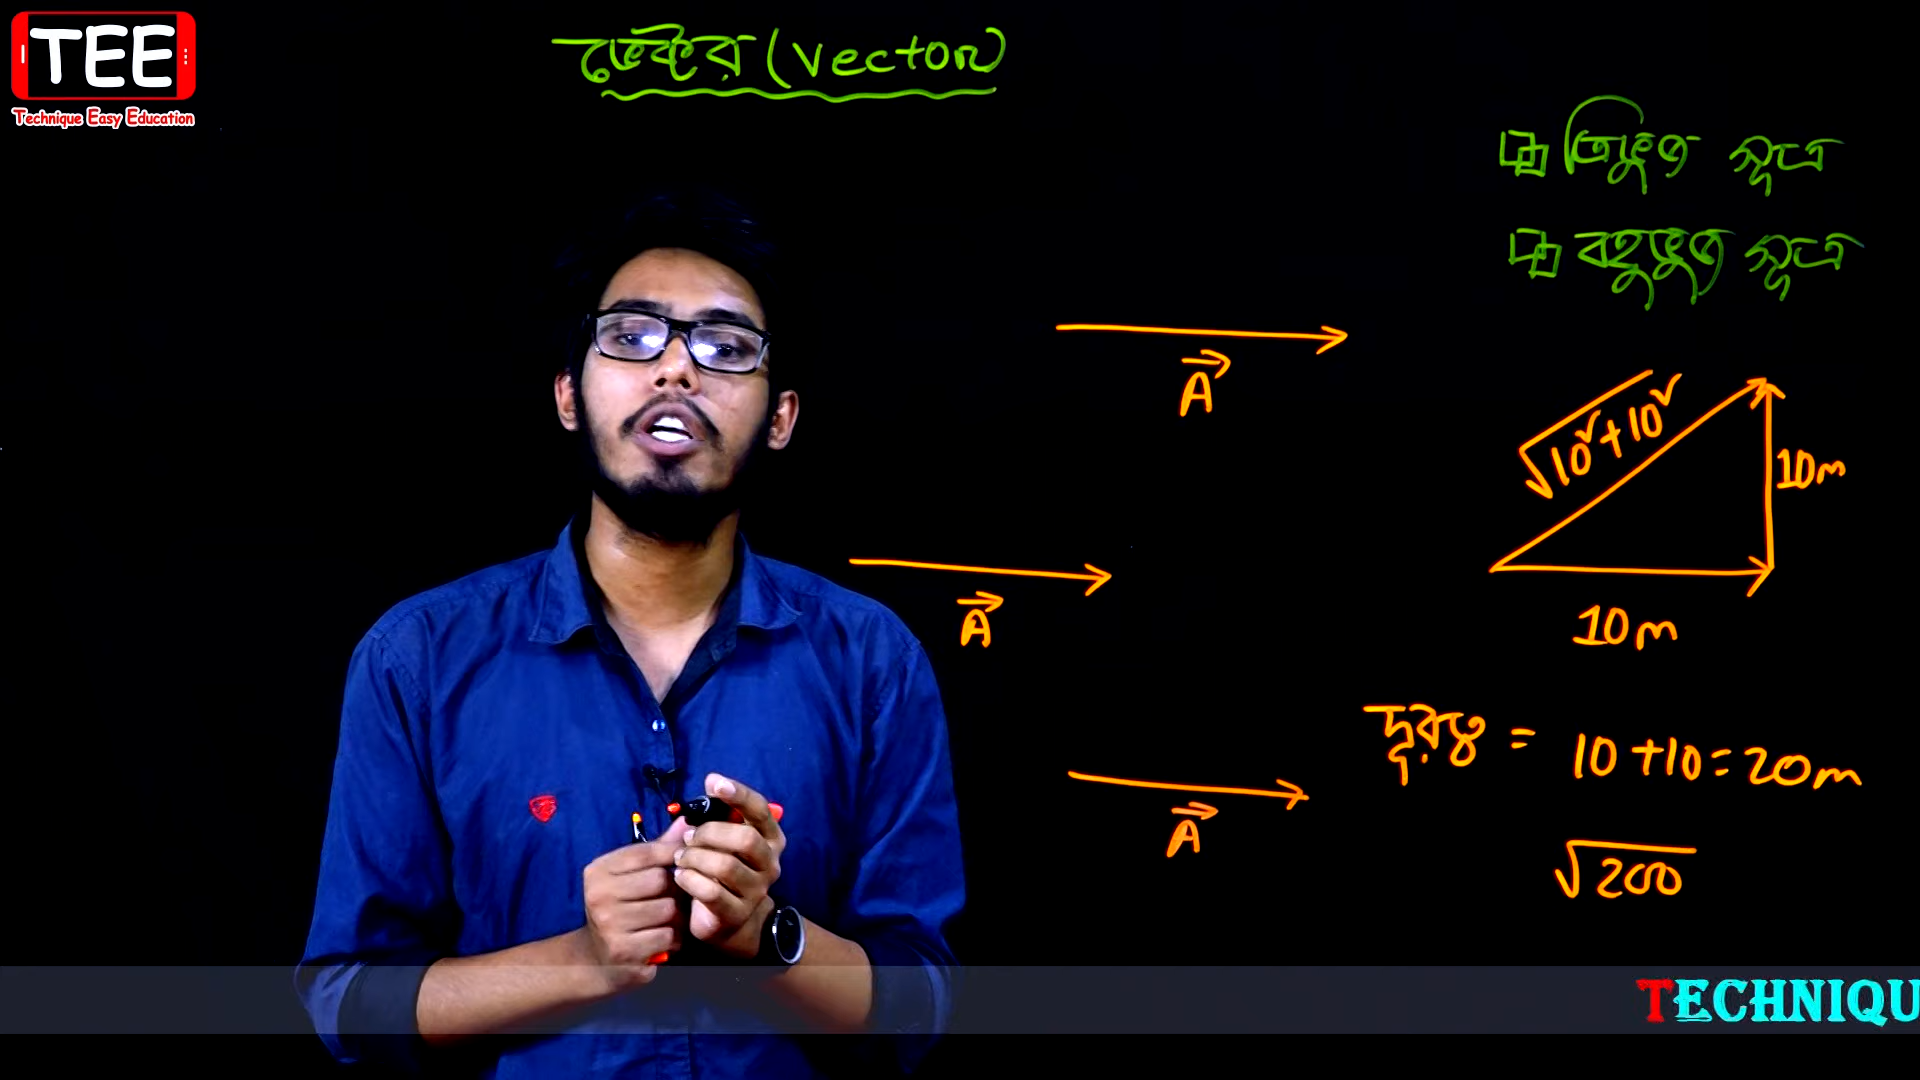 TEE
Technique Easy Education
ভেক্টর (Vector)
ত্রিভুজ সূত্র
বহুভুজ সূত্র
A
√10²+10²
10m
A
10m
দূরত্ব = 10+10=20m
A
√200
TECHNIQU